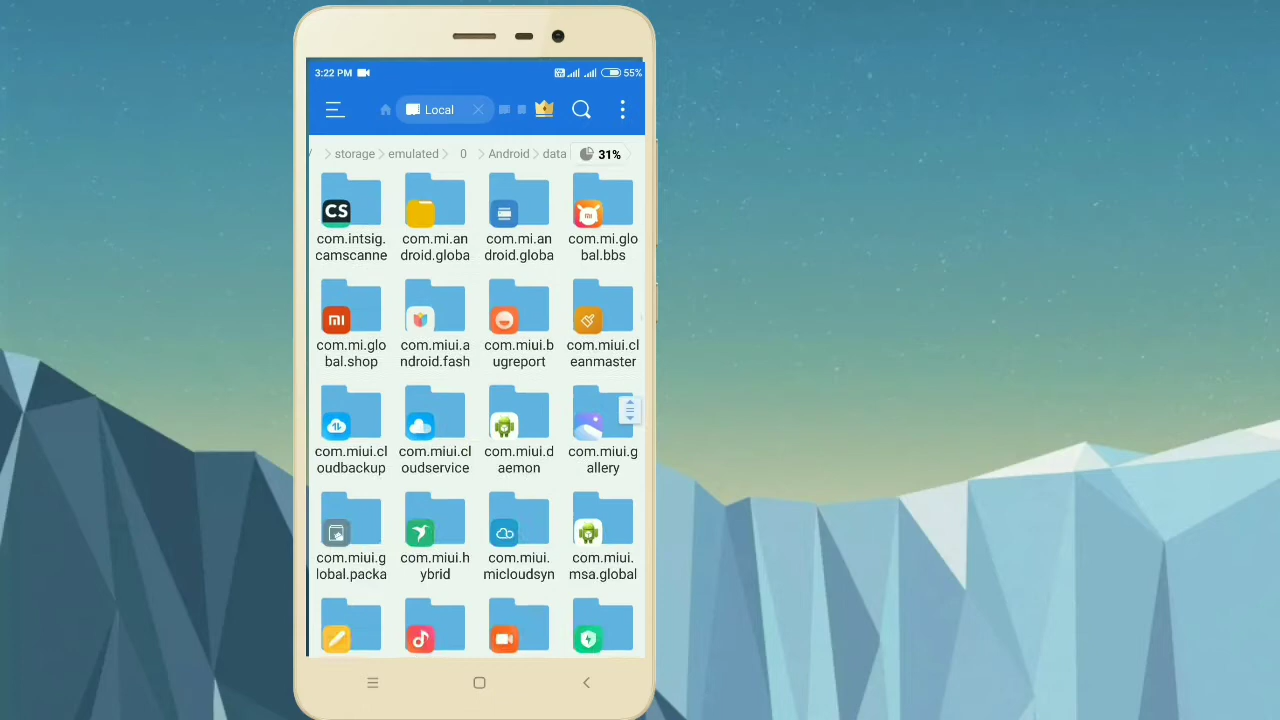 3:22 PM 55%
Local
/ storage emulated 0 Android data 31%
CS
com.intsig.
camscanne
com.mi.an
droid.globa
com.mi.an
droid.globa
com.mi.glo
bal.bbs
com.mi.glo
bal.shop
com.miui.a
ndroid.fash
com.miui.b
ugreport
com.miui.cl
eanmaster
com.miui.cl
oudbackup
com.miui.cl
oudservice
com.miui.d
aemon
com.miui.g
allery
com.miui.g
lobal.packa
com.miui.h
ybrid
com.miui.
micloudsyn
com.miui.
msa.global